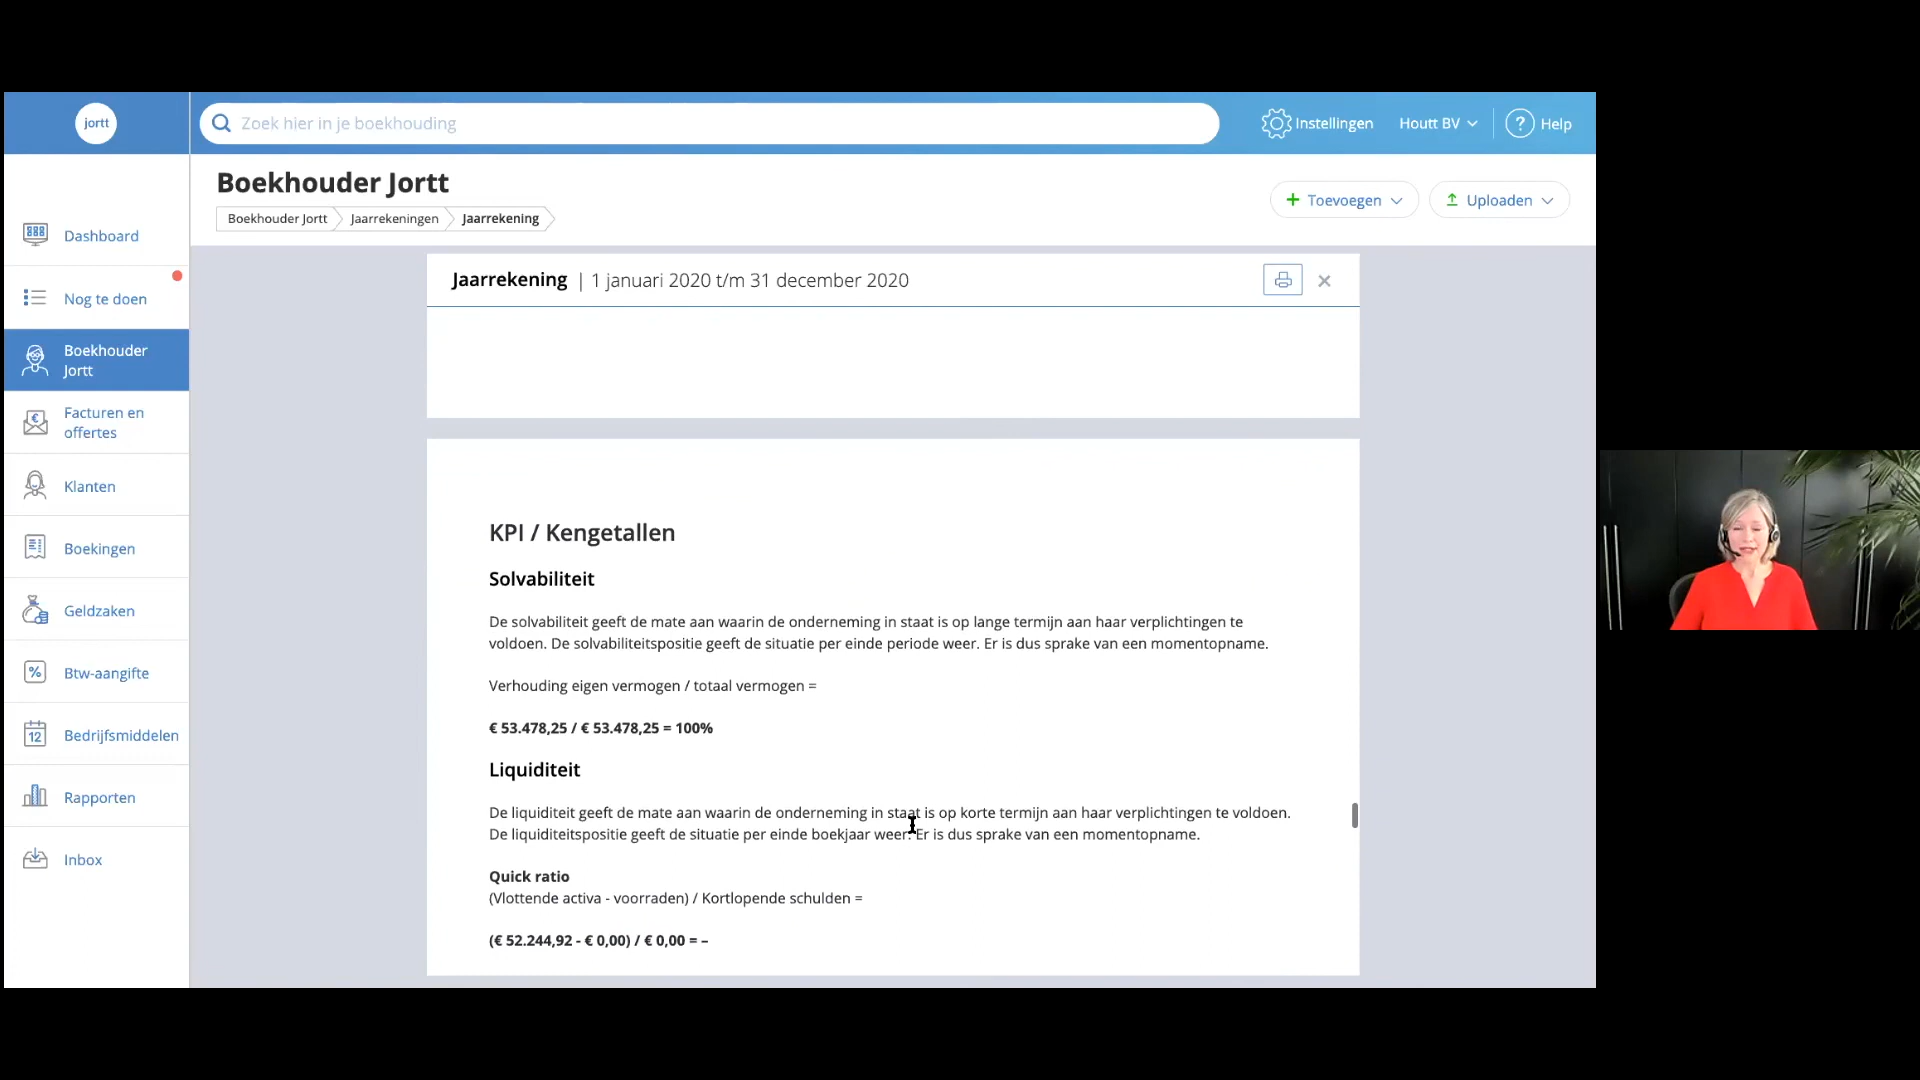 jortt
Zoek hier in je boekhouding
Instellingen
Houtt BV
? Help
Boekhouder Jortt
Boekhouder Jortt
Jaarrekeningen
Jaarrekening
Toevoegen
Uploaden
Dashboard
Nog te doen
Boekhouder
Jortt
Facturen en
offertes
Klanten
Boekingen
Geldzaken
% Btw-aangifte
12 Bedrijfsmiddelen
Rapporten
Inbox
Jaarrekening | 1 januari 2020 t/m 31 december 2020
KPI / Kengetallen
Solvabiliteit
De solvabiliteit geeft de mate aan waarin de onderneming in staat is op lange termijn aan haar verplichtingen te
voldoen. De solvabiliteitspositie geeft de situatie per einde periode weer. Er is dus sprake van een momentopname.
Verhouding eigen vermogen / totaal vermogen =
€ 53.478,25 / € 53.478,25 = 100%
Liquiditeit
De liquiditeit geeft de mate aan waarin de onderneming in staat is op korte termijn aan haar verplichtingen te voldoen.
De liquiditeitspositie geeft de situatie per einde boekjaar weer. Er is dus sprake van een momentopname.
Quick ratio
(Vlottende activa - voorraden) / Kortlopende schulden =
(€ 52.244,92 - € 0,00) / € 0,00 = –